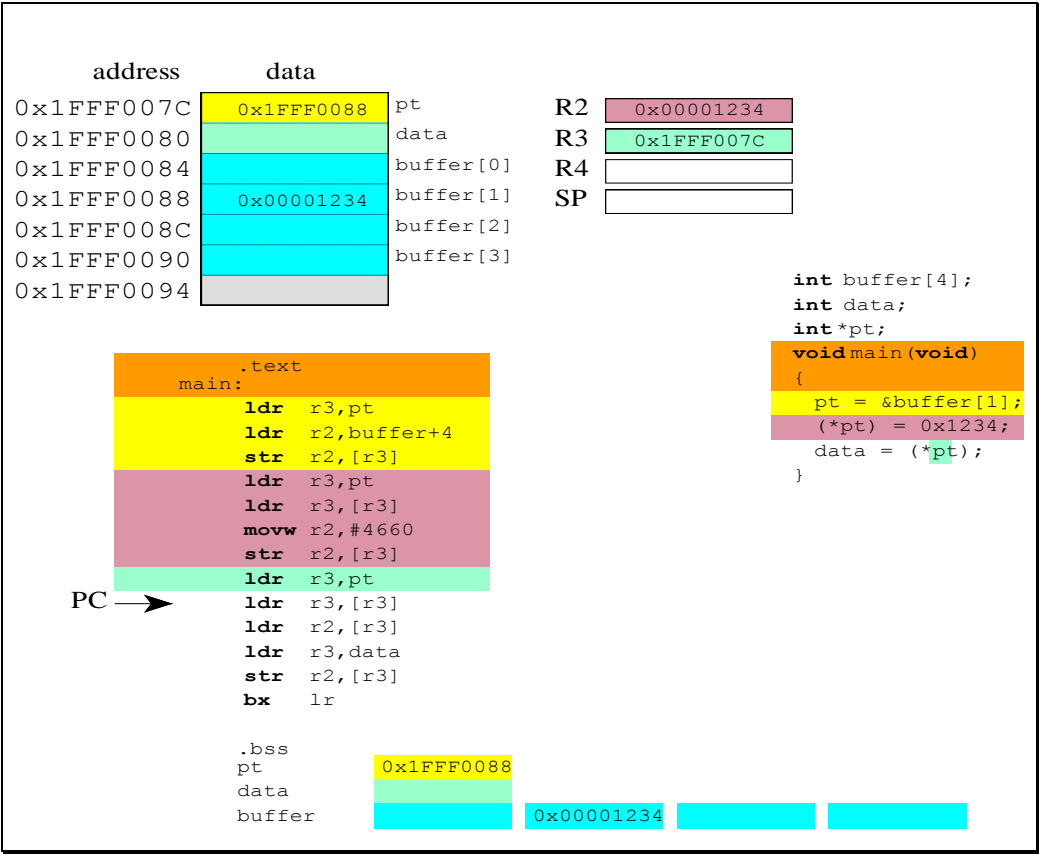 address data
0x1FFF007C 0x1FFF0088 pt
0x1FFF0080 data
0x1FFF0084 buffer[0]
0x1FFF0088 0x00001234 buffer[1]
0x1FFF008C buffer[2]
0x1FFF0090 buffer[3]
0x1FFF0094
R2 0x00001234
R3 0x1FFF007C
R4
SP
int buffer[4];
int data;
int *pt;
void main(void)
{
pt = &buffer[1];
(*pt) = 0x1234;
data = (*pt);
}
.text
main:
ldr r3,pt
ldr r2,buffer+4
str r2,[r3]
ldr r3,pt
ldr r3,[r3]
movw r2,#4660
str r2,[r3]
ldr r3,pt
PC ldr r3,[r3]
ldr r2,[r3]
ldr r3,data
str r2,[r3]
bx lr
.bss
pt 0x1FFF0088
data
buffer 0x00001234